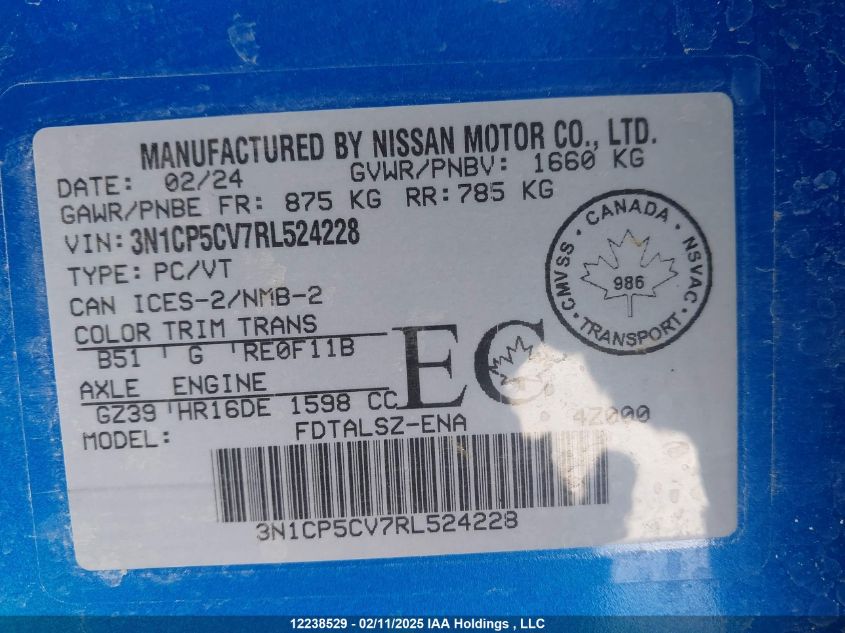 MANUFACTURED BY NISSAN MOTOR CO., LTD.
DATE: 02/24 GVWR/PNBV: 1660 KG
GAWR/PNBE FR: 875 KG RR: 785 KG
VIN: 3N1CP5CV7RL524228
TYPE: PC/VT
CAN ICES-2/NMB-2
COLOR TRIM TRANS
B51 G RE0F11B
AXLE ENGINE
GZ39 HR16DE 1598 CC
EC
MODEL: FDTALSZ-ENA 4Z000
3N1CP5CV7RL524228
CANADA
CMVSS 986 NSVAC
TRANSPORT
12238529 - 02/11/2025 IAA Holdings , LLC